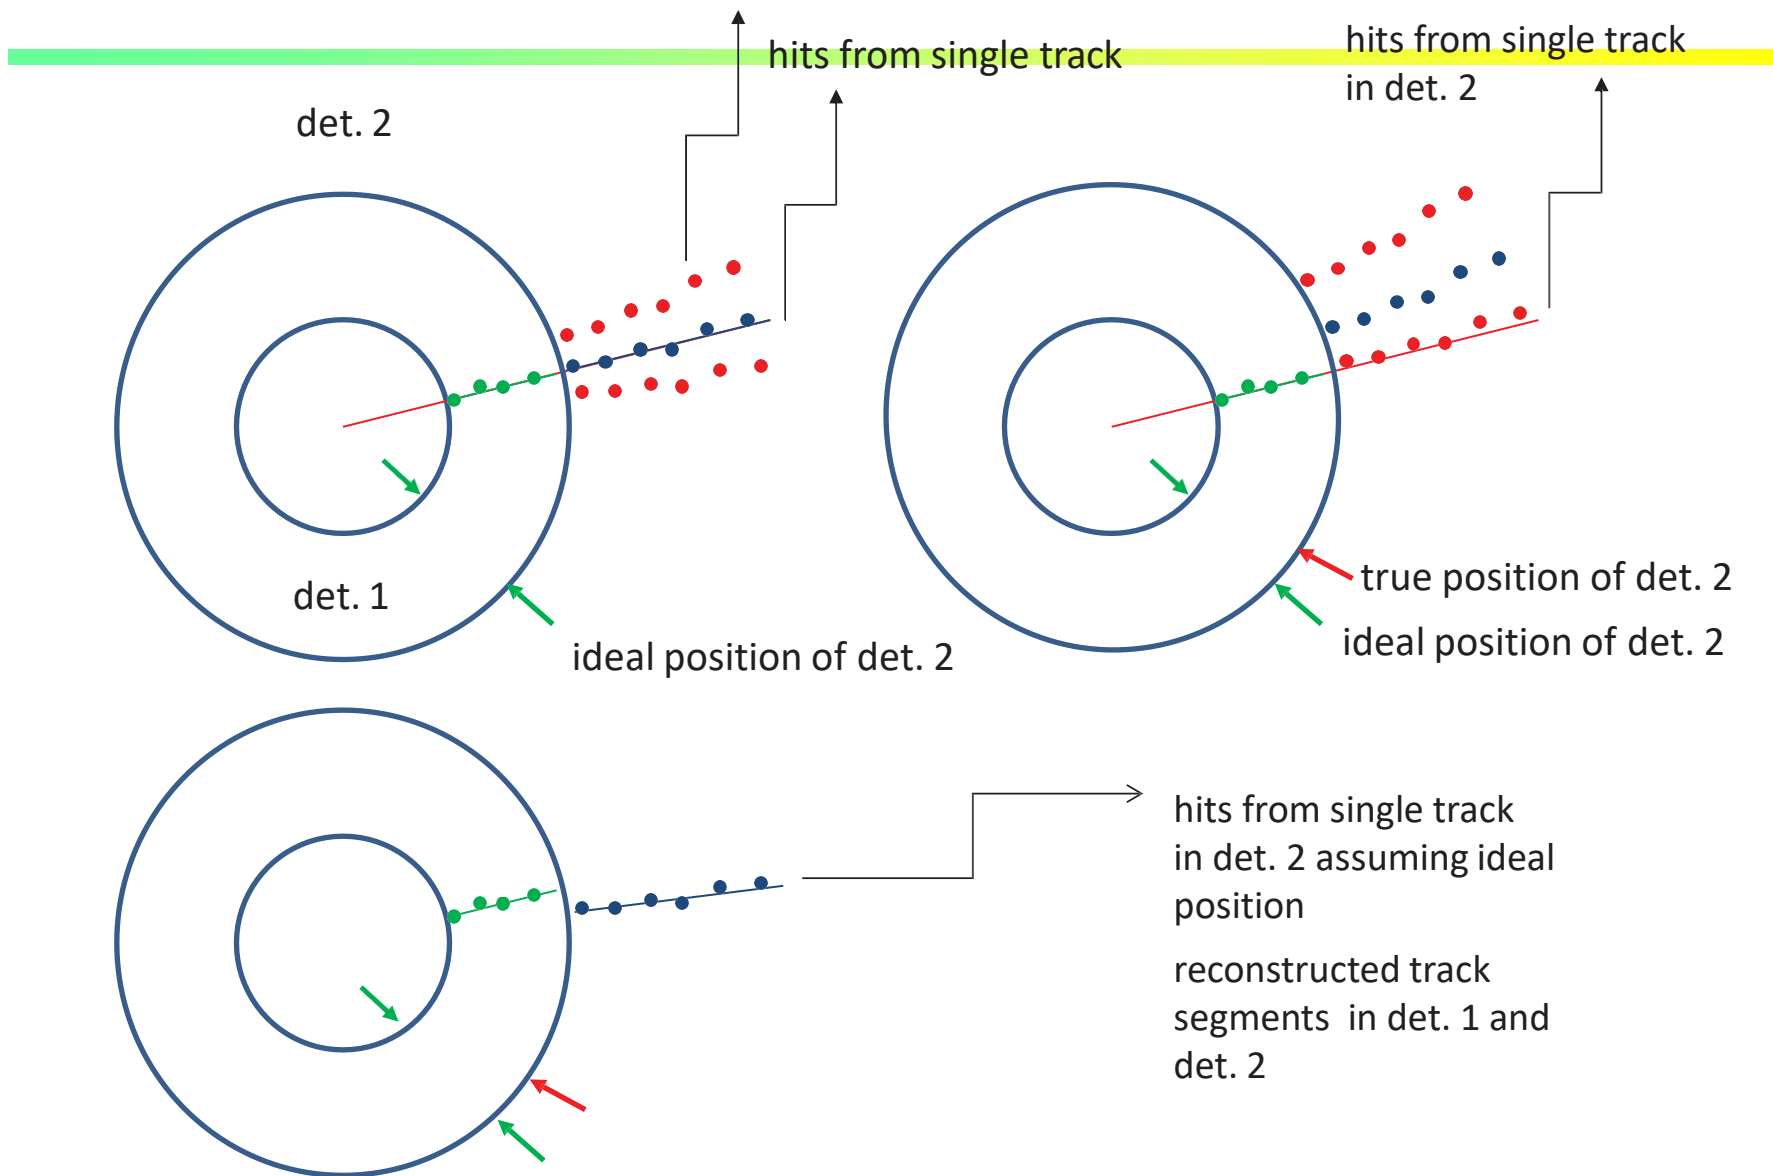 hits from single track
hits from single track
in det. 2
det. 2
det. 1
ideal position of det. 2
true position of det. 2
ideal position of det. 2
hits from single track
in det. 2 assuming ideal
position
reconstructed track
segments in det. 1 and
det. 2